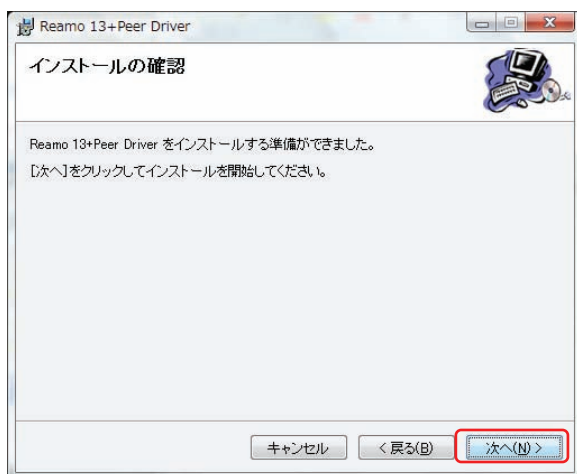 Reamo 13+Peer Driver
インストールの確認
Reamo 13+Peer Driver をインストールする準備ができました。
[次へ]をクリックしてインストールを開始してください。
キャンセル
< 戻る(B)
次へ(N) >